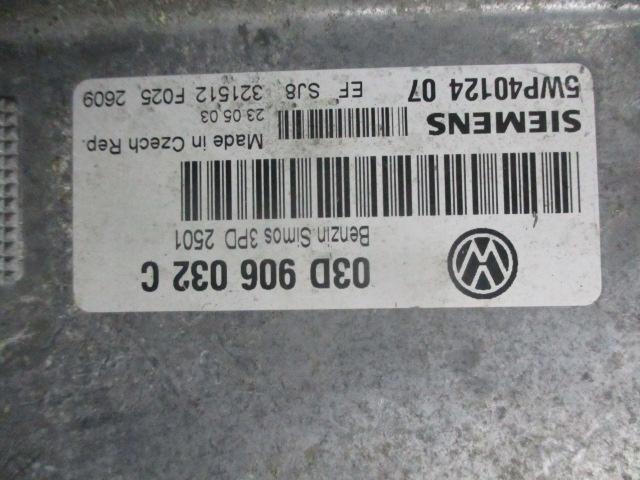 03D 906 032 C
Benzin.Simos 3PD 2501
SIEMENS
Made in Czech Rep.
23.05.03
5WP40124 07
EF SJ8 321512 F025 2609